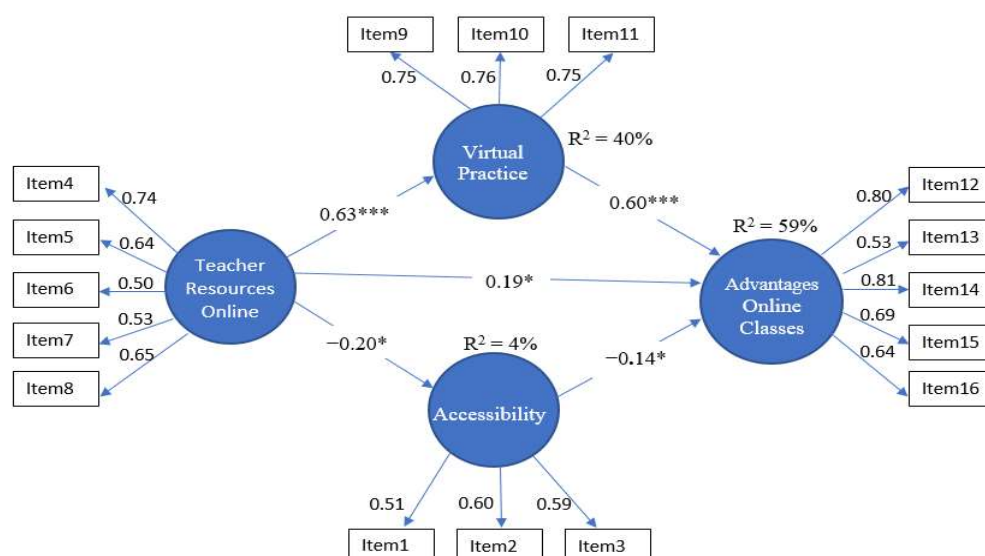 Item9
Item10
Item11
0.75
0.76
0.75
Virtual
Practice
R² = 40%
Item4
Item5
Item6
Item7
Item8
0.74
0.64
0.50
0.53
0.65
Teacher
Resources
Online
0.63***
0.60***
0.19*
−0.20*
−0.14*
R² = 59%
Advantages
Online
Classes
0.80
0.53
0.81
0.69
0.64
Item12
Item13
Item14
Item15
Item16
R² = 4%
Accessibility
0.51
0.60
0.59
Item1
Item2
Item3